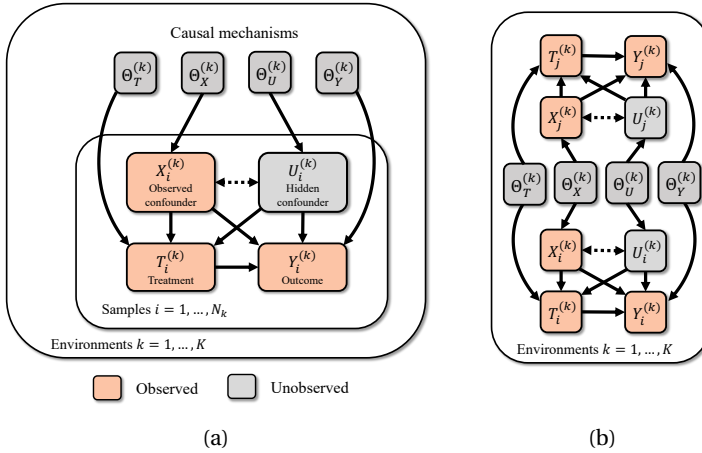 Causal mechanisms
Θ_T^(k) Θ_X^(k) Θ_U^(k) Θ_Y^(k)
X_i^(k)
Observed
confounder
U_i^(k)
Hidden
confounder
T_i^(k)
Treatment
Y_i^(k)
Outcome
Samples i = 1, ..., N_k
Environments k = 1, ..., K
Observed
Unobserved
(a)
T_j^(k) Y_j^(k)
X_j^(k) U_j^(k)
Θ_T^(k) Θ_X^(k) Θ_U^(k) Θ_Y^(k)
X_i^(k) U_i^(k)
T_i^(k) Y_i^(k)
Environments k = 1, ..., K
(b)